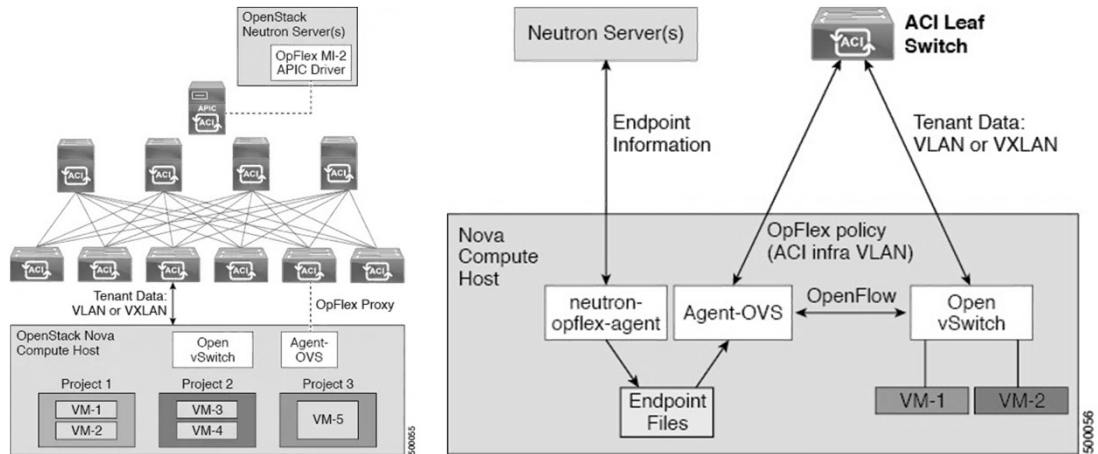 OpenStack
Neutron Server(s)
OpFlex MI-2
APIC Driver
APIC
ACI
ACI
ACI
ACI
ACI
ACI
ACI
ACI
ACI
ACI
ACI
Tenant Data:
VLAN or VXLAN
OpFlex Proxy
OpenStack Nova
Compute Host
Open
vSwitch
Agent-
OVS
Project 1
Project 2
Project 3
VM-1
VM-2
VM-3
VM-4
VM-5
500055
Neutron Server(s)
ACI
ACI Leaf
Switch
Endpoint
Information
Tenant Data:
VLAN or VXLAN
Nova
Compute
Host
OpFlex policy
(ACI infra VLAN)
neutron-
opflex-agent
Agent-OVS
OpenFlow
Open
vSwitch
Endpoint
Files
VM-1
VM-2
500056